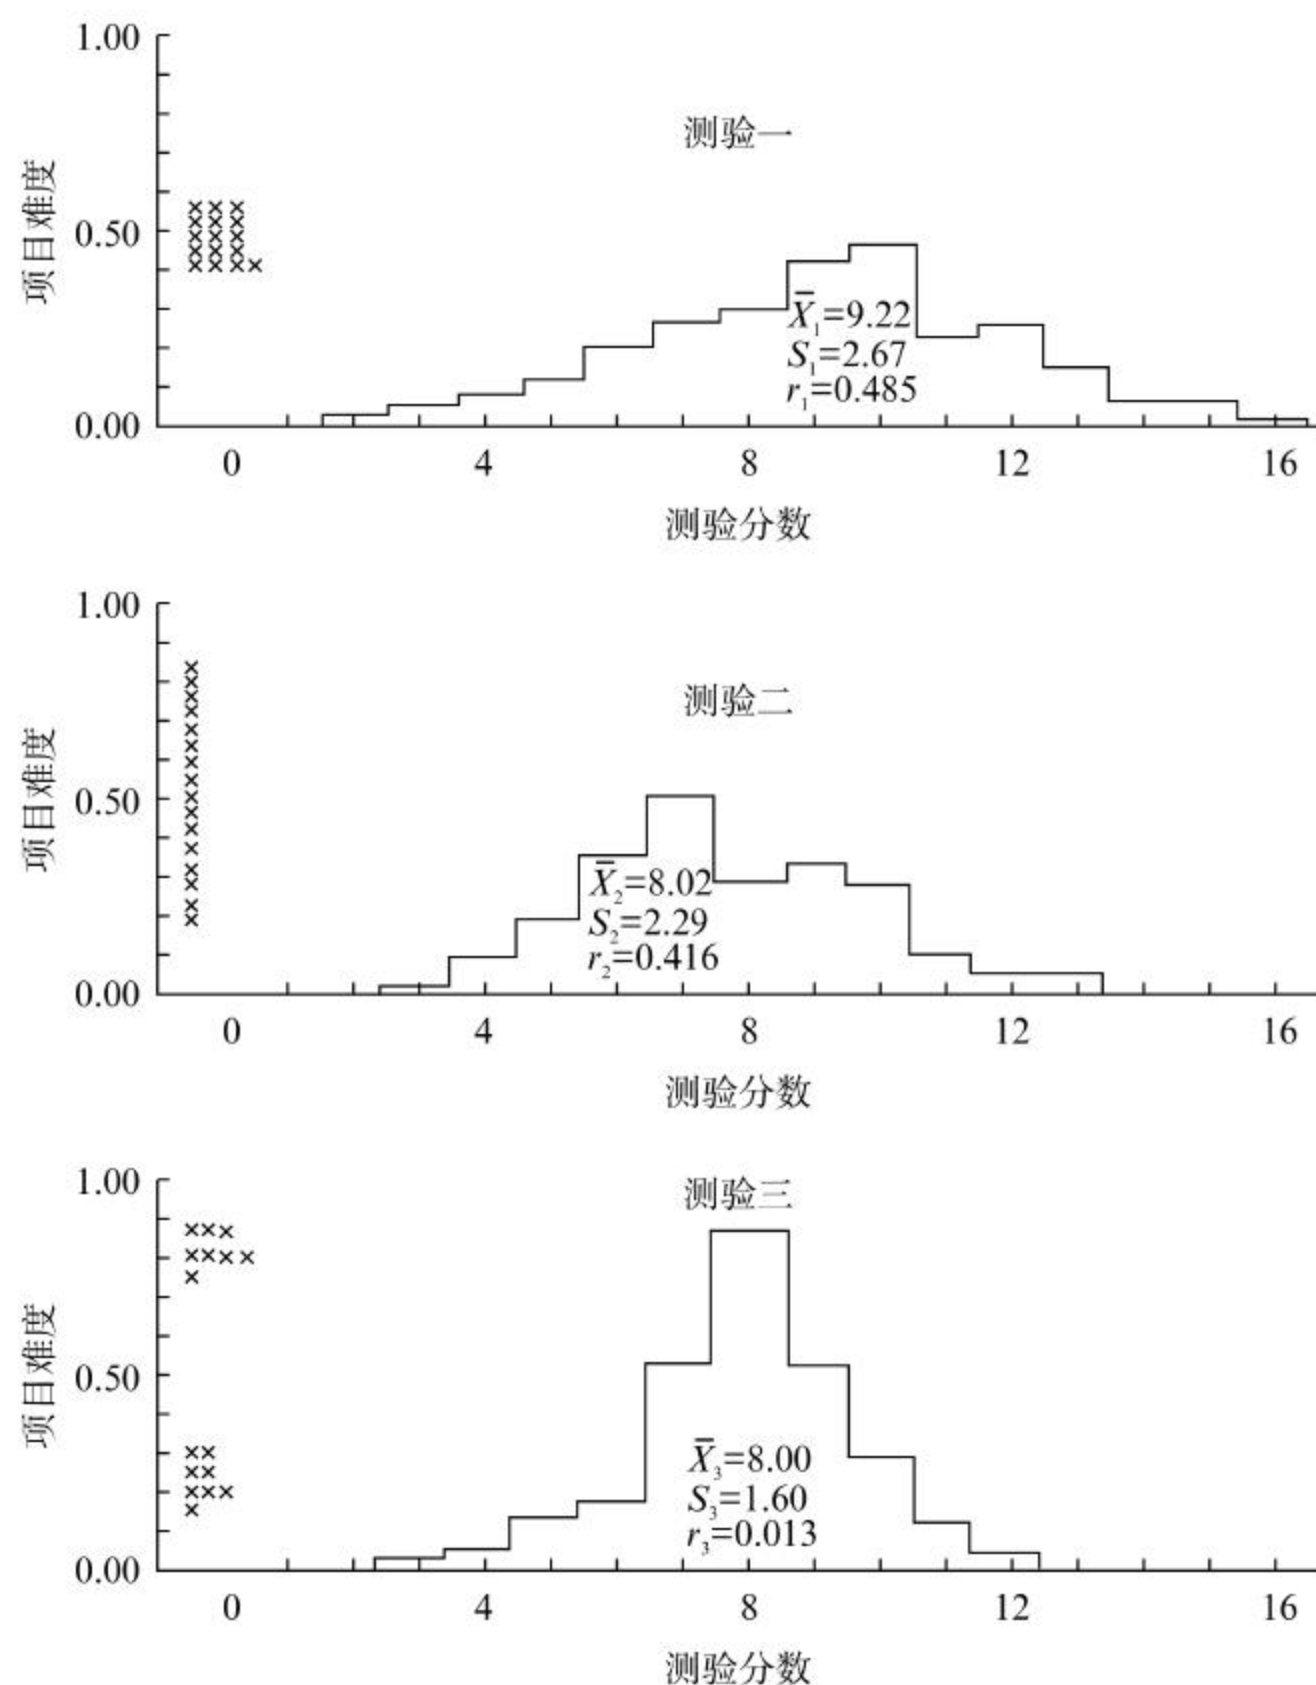 1.00
测验一
项目难度
0.50
X̄₁=9.22
S₁=2.67
r₁=0.485
0.00
0 4 8 12 16
测验分数
1.00
测验二
项目难度
0.50
X̄₂=8.02
S₂=2.29
r₂=0.416
0.00
0 4 8 12 16
测验分数
1.00
测验三
项目难度
0.50
X̄₃=8.00
S₃=1.60
r₃=0.013
0.00
0 4 8 12 16
测验分数